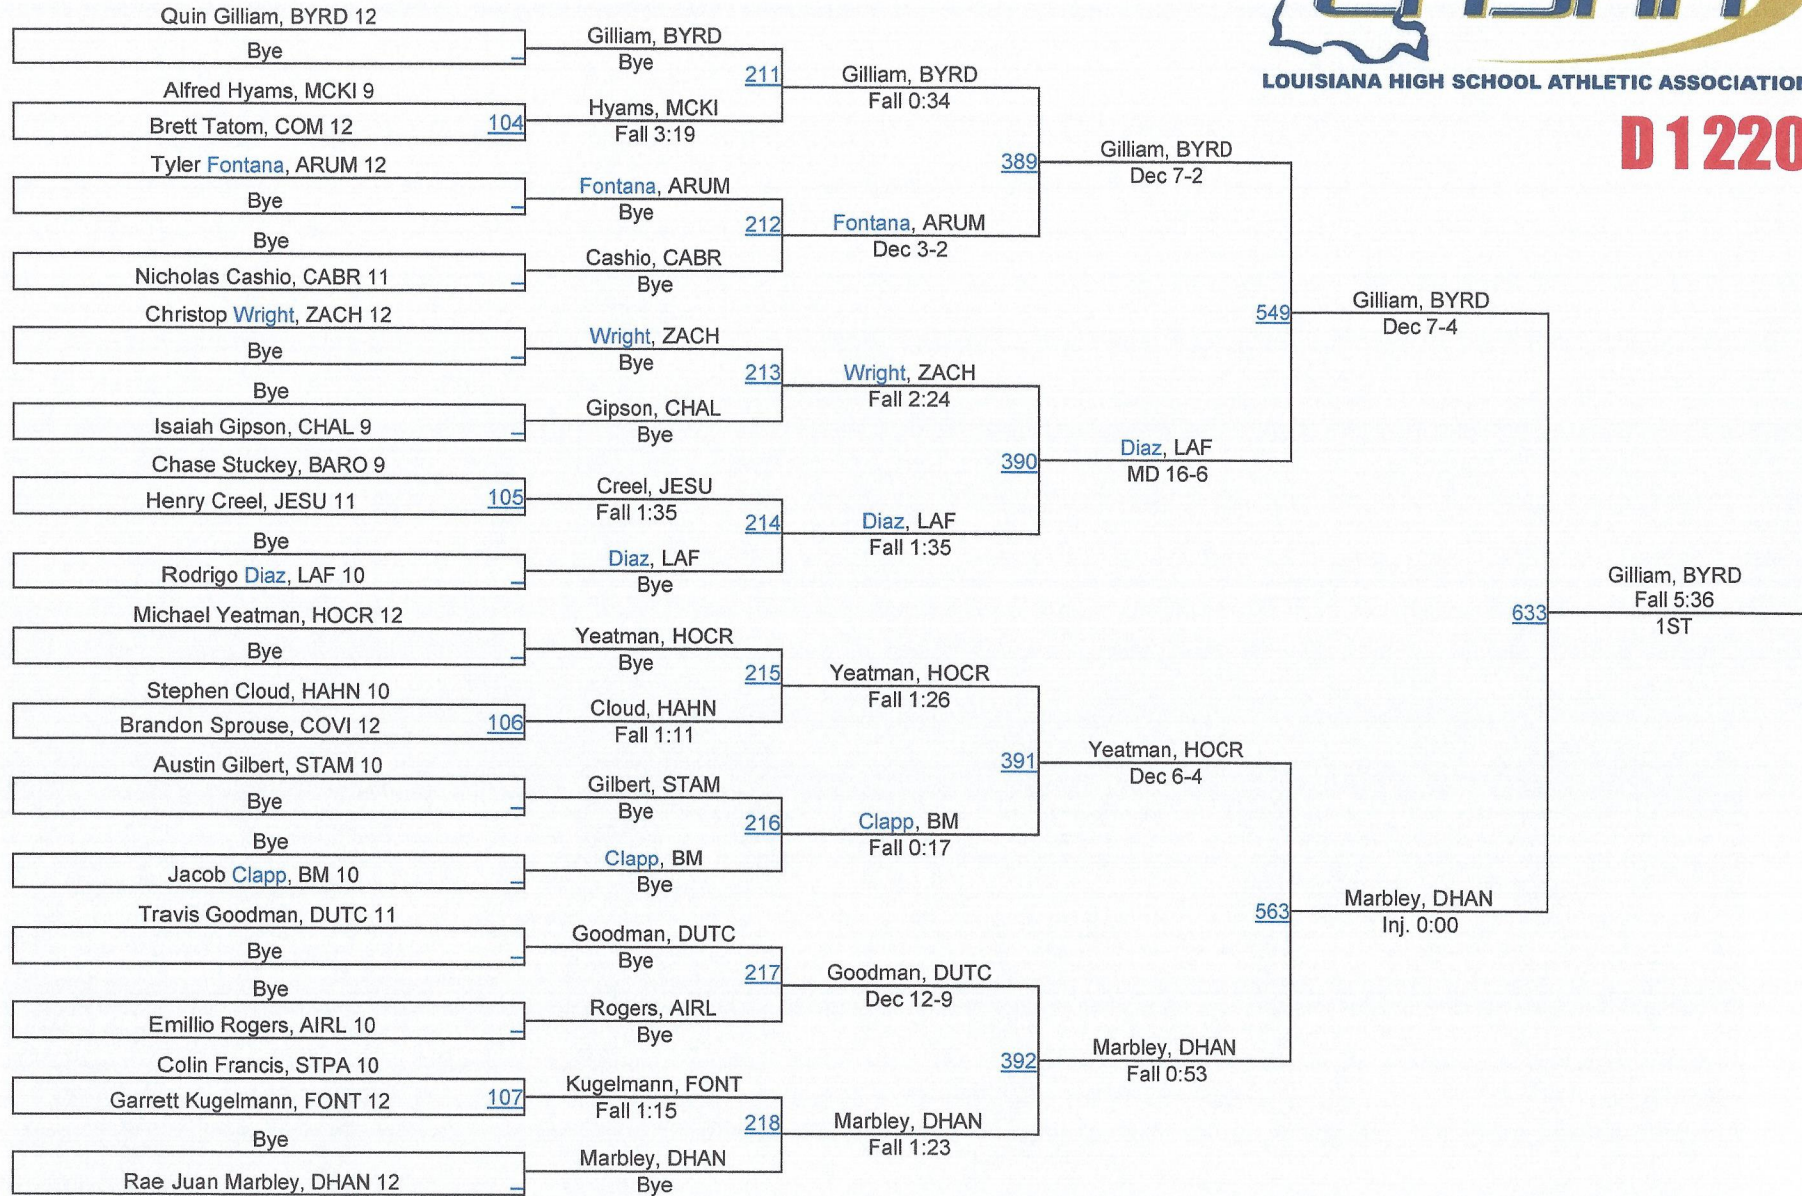 Quin Gilliam, BYRD 12
Bye
Alfred Hyams, MCKI 9
Brett Tatom, COM 12 104
Tyler Fontana, ARUM 12
Bye
Bye
Nicholas Cashio, CABR 11
Christop Wright, ZACH 12
Bye
Bye
Isaiah Gipson, CHAL 9
Chase Stuckey, BARO 9
Henry Creel, JESU 11 105
Bye
Rodrigo Diaz, LAF 10
Michael Yeatman, HOCR 12
Bye
Stephen Cloud, HAHN 10
Brandon Sprouse, COVI 12 106
Austin Gilbert, STAM 10
Bye
Bye
Jacob Clapp, BM 10
Travis Goodman, DUTC 11
Bye
Bye
Emillio Rogers, AIRL 10
Colin Francis, STPA 10
Garrett Kugelmann, FONT 12 107
Bye
Rae Juan Marbley, DHAN 12
Gilliam, BYRD
Bye
211
Hyams, MCKI
Fall 3:19
Fontana, ARUM
Bye
212
Cashio, CABR
Bye
Wright, ZACH
Bye
213
Gipson, CHAL
Bye
Creel, JESU
Fall 1:35
214
Diaz, LAF
Bye
Yeatman, HOCR
Bye
215
Cloud, HAHN
Fall 1:11
Gilbert, STAM
Bye
216
Clapp, BM
Bye
Goodman, DUTC
Bye
217
Rogers, AIRL
Bye
Kugelmann, FONT
Fall 1:15
218
Marbley, DHAN
Bye
Gilliam, BYRD
Fall 0:34
389
Fontana, ARUM
Dec 3-2
Wright, ZACH
Fall 2:24
390
Diaz, LAF
Fall 1:35
Yeatman, HOCR
Fall 1:26
391
Clapp, BM
Fall 0:17
Goodman, DUTC
Dec 12-9
392
Marbley, DHAN
Fall 1:23
Gilliam, BYRD
Dec 7-2
549
Diaz, LAF
MD 16-6
Yeatman, HOCR
Dec 6-4
563
Marbley, DHAN
Fall 0:53
Gilliam, BYRD
Dec 7-4
633
Marbley, DHAN
Inj. 0:00
Gilliam, BYRD
Fall 5:36
1ST
LOUISIANA HIGH SCHOOL ATHLETIC ASSOCIATION
D1 220